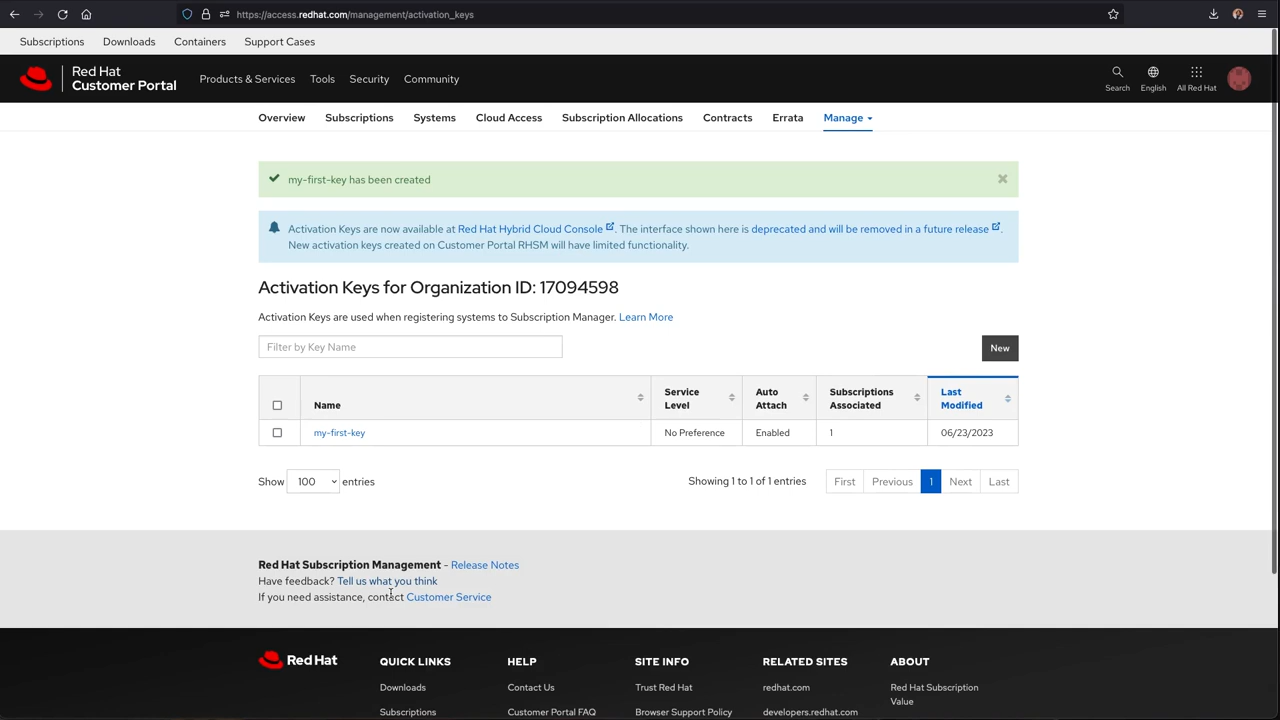 https://access.redhat.com/management/activation_keys
Subscriptions Downloads Containers Support Cases
Red Hat
Customer Portal
Products & Services Tools Security Community
Search English All Red Hat
Overview Subscriptions Systems Cloud Access Subscription Allocations Contracts Errata Manage
my-first-key has been created
Activation Keys are now available at Red Hat Hybrid Cloud Console . The interface shown here is deprecated and will be removed in a future release .
New activation keys created on Customer Portal RHSM will have limited functionality.
Activation Keys for Organization ID: 17094598
Activation Keys are used when registering systems to Subscription Manager. Learn More
Filter by Key Name
New
Name
Service Level
Auto Attach
Subscriptions Associated
Last Modified
my-first-key No Preference Enabled 1 06/23/2023
Show 100 entries
Showing 1 to 1 of 1 entries
First Previous 1 Next Last
Red Hat Subscription Management - Release Notes
Have feedback? Tell us what you think
If you need assistance, contact Customer Service
Red Hat
QUICK LINKS
Downloads
Subscriptions
HELP
Contact Us
Customer Portal FAQ
SITE INFO
Trust Red Hat
Browser Support Policy
RELATED SITES
redhat.com
developers.redhat.com
ABOUT
Red Hat Subscription
Value